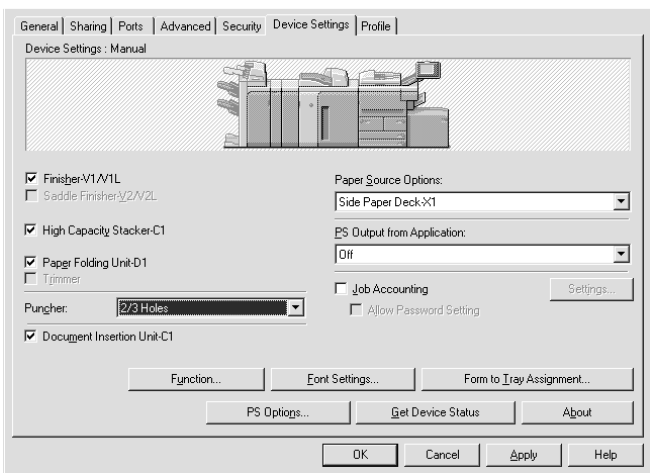 General Sharing Ports Advanced Security Device Settings Profile
Device Settings : Manual
Finisher-V1/V1L
Saddle Finisher-V2/V2L
High Capacity Stacker-C1
Paper Folding Unit-D1
Trimmer
Puncher: 2/3 Holes
Document Insertion Unit-C1
Paper Source Options:
Side Paper Deck-X1
PS Output from Application:
Off
Job Accounting Settings...
Allow Password Setting
Function... Font Settings... Form to Tray Assignment...
PS Options... Get Device Status About
OK Cancel Apply Help